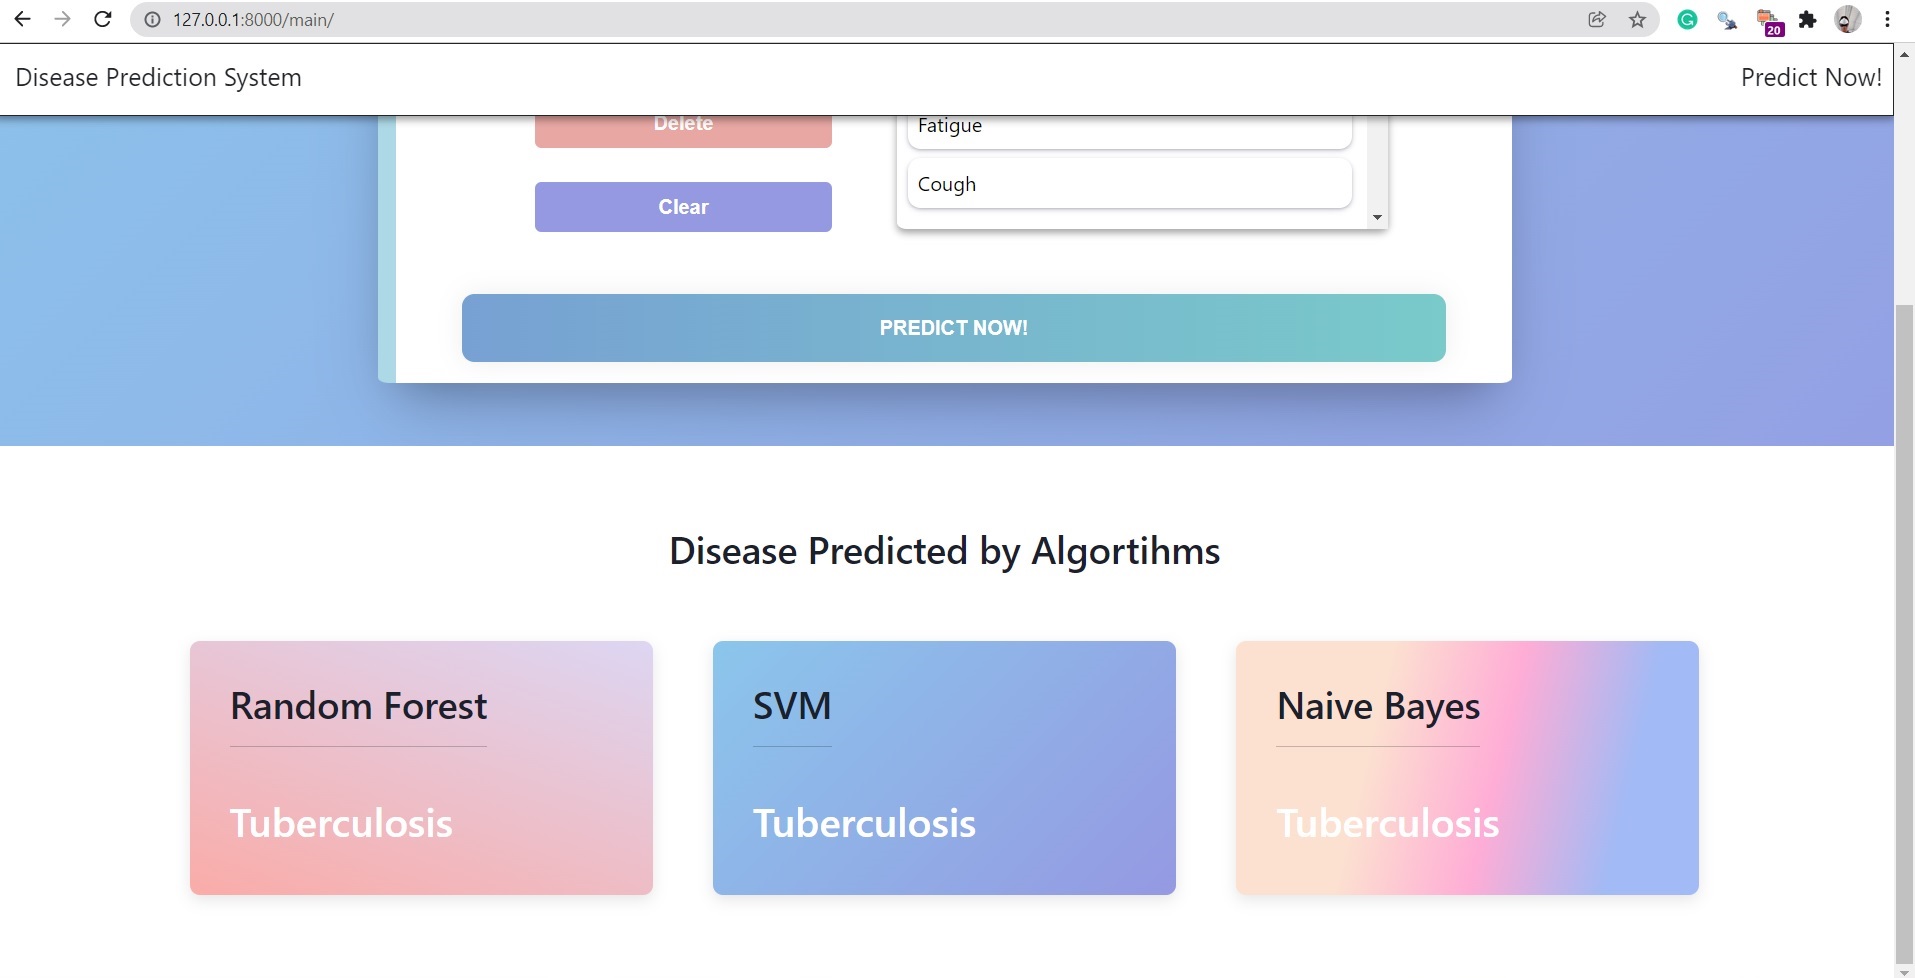 127.0.0.1:8000/main/
20
Disease Prediction System
Predict Now!
Delete
Fatigue
Cough
Clear
PREDICT NOW!
Disease Predicted by Algortihms
Random Forest
SVM
Naive Bayes
Tuberculosis
Tuberculosis
Tuberculosis